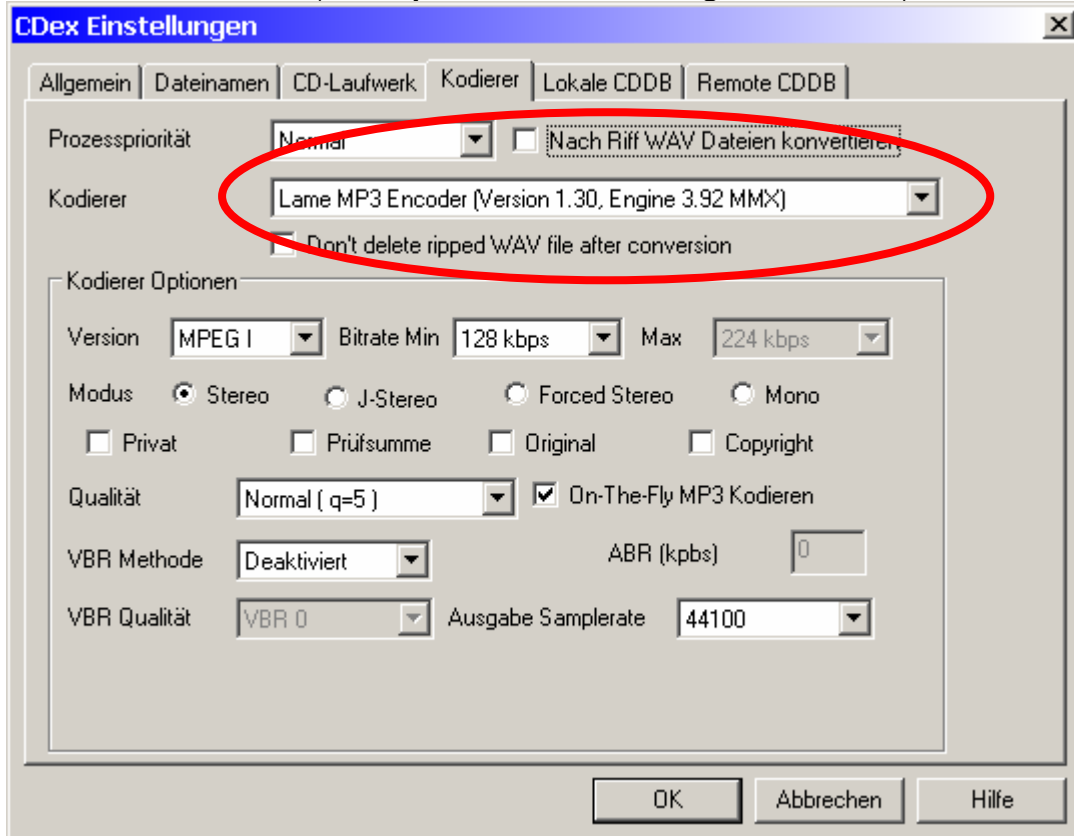 CDex Einstellungen
Allgemein Dateinamen CD-Laufwerk Kodierer Lokale CDDB Remote CDDB
Prozesspriorität Normal Nach Riff WAV Dateien konvertieren
Kodierer Lame MP3 Encoder (Version 1.30, Engine 3.92 MMX)
Don't delete ripped WAV file after conversion
Kodierer Optionen
Version MPEG I Bitrate Min 128 kbps Max 224 kbps
Modus Stereo J-Stereo Forced Stereo Mono
Privat Prüfsumme Original Copyright
Qualität Normal ( q=5 ) On-The-Fly MP3 Kodieren
VBR Methode Deaktiviert ABR (kpbs) 0
VBR Qualität VBR 0 Ausgabe Samplerate 44100
OK Abbrechen Hilfe